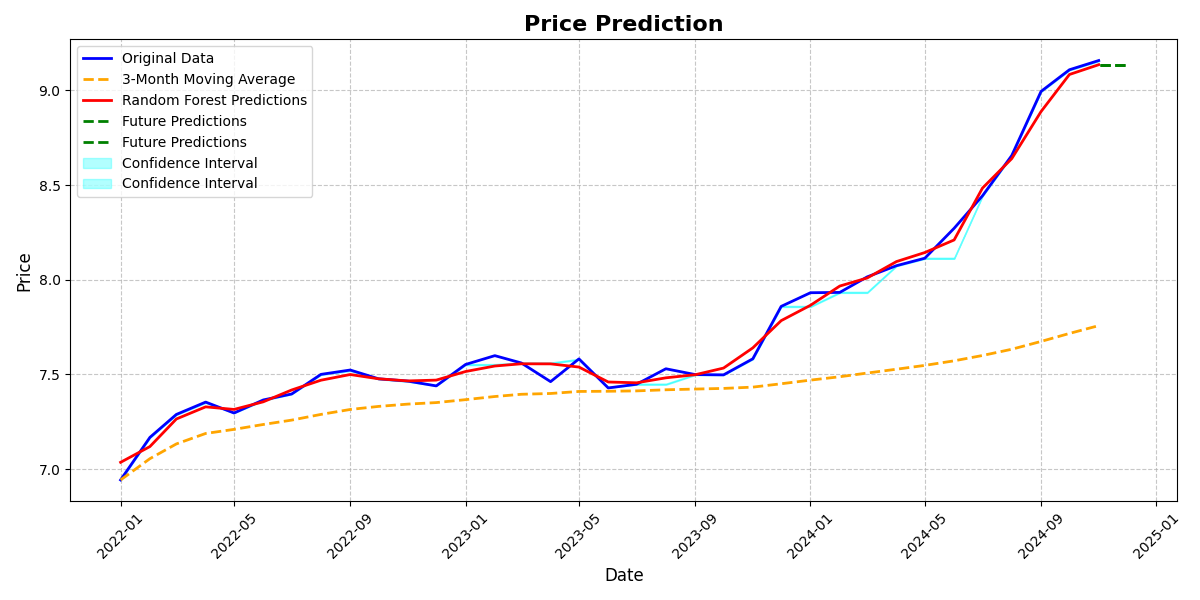 Price Prediction
Original Data
3-Month Moving Average
Random Forest Predictions
Future Predictions
Future Predictions
Confidence Interval
Confidence Interval
Price
9.0
8.5
8.0
7.5
7.0
2022-01
2022-05
2022-09
2023-01
2023-05
2023-09
2024-01
2024-05
2024-09
2025-01
Date